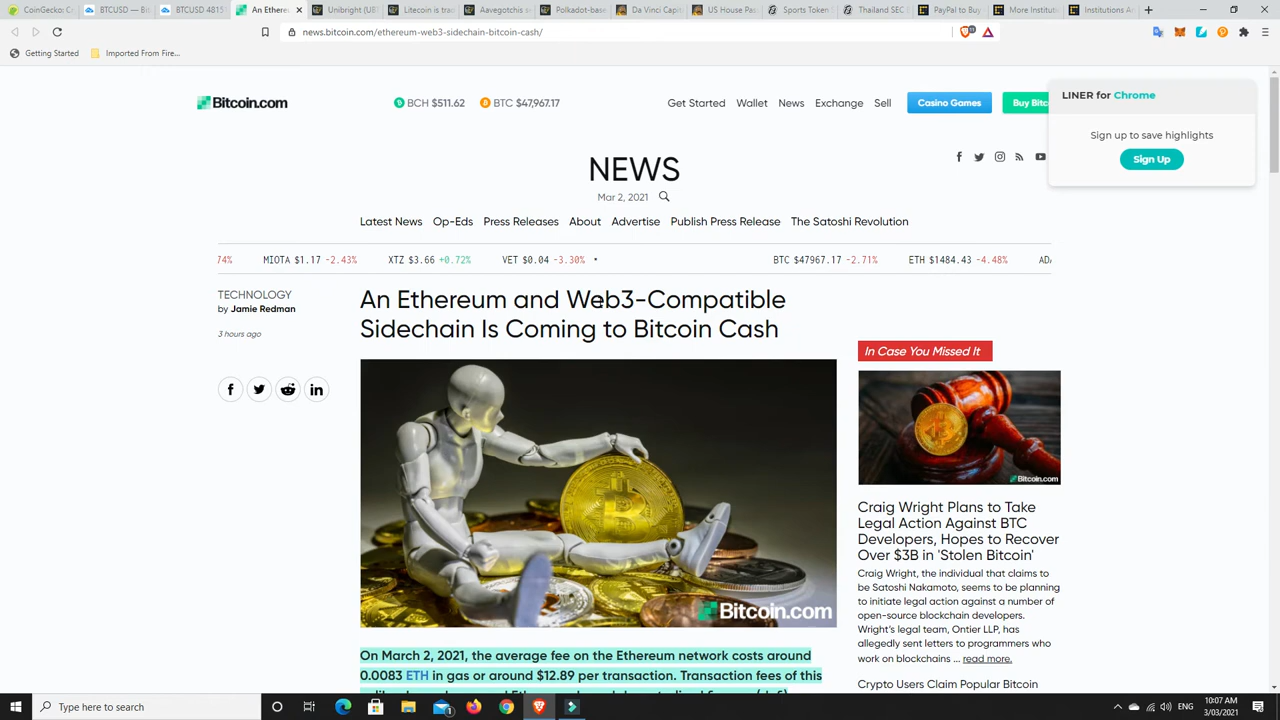 CoinGecko Cr
BTCUSD — Bi
BTCUSD 4815
An Ethere
Unibright (UB
Litecoin is tra
Aavegotchi's
Polkadot-base
Da Vinci Capit
US House Pas
Sports Token
Thailand SEC
PayPal to Buy
More Institute
Institutions A
news.bitcoin.com/ethereum-web3-sidechain-bitcoin-cash/
Getting Started
Imported From Fire...
Bitcoin.com
BCH $511.62
BTC $47,967.17
Get Started
Wallet
News
Exchange
Sell
Casino Games
Buy Bitc
LINER for Chrome
Sign up to save highlights
Sign Up
NEWS
Mar 2, 2021
Latest News
Op-Eds
Press Releases
About
Advertise
Publish Press Release
The Satoshi Revolution
74%
MIOTA $1.17 -2.43%
XTZ $3.66 +0.72%
VET $0.04 -3.30%
BTC $47967.17 -2.71%
ETH $1484.43 -4.48%
ADA
TECHNOLOGY
by Jamie Redman
3 hours ago
An Ethereum and Web3-Compatible
Sidechain Is Coming to Bitcoin Cash
Bitcoin.com
On March 2, 2021, the average fee on the Ethereum network costs around
0.0083 ETH in gas or around $12.89 per transaction. Transaction fees of this
In Case You Missed It
Bitcoin.com
Craig Wright Plans to Take
Legal Action Against BTC
Developers, Hopes to Recover
Over $3B in 'Stolen Bitcoin'
Craig Wright, the individual that claims to
be Satoshi Nakamoto, seems to be planning
to initiate legal action against a number of
open-source blockchain developers.
Wright's legal team, Ontier LLP, has
allegedly sent letters to programmers who
work on blockchains ... read more.
Crypto Users Claim Popular Bitcoin
Type here to search
ENG
10:07 AM
3/03/2021